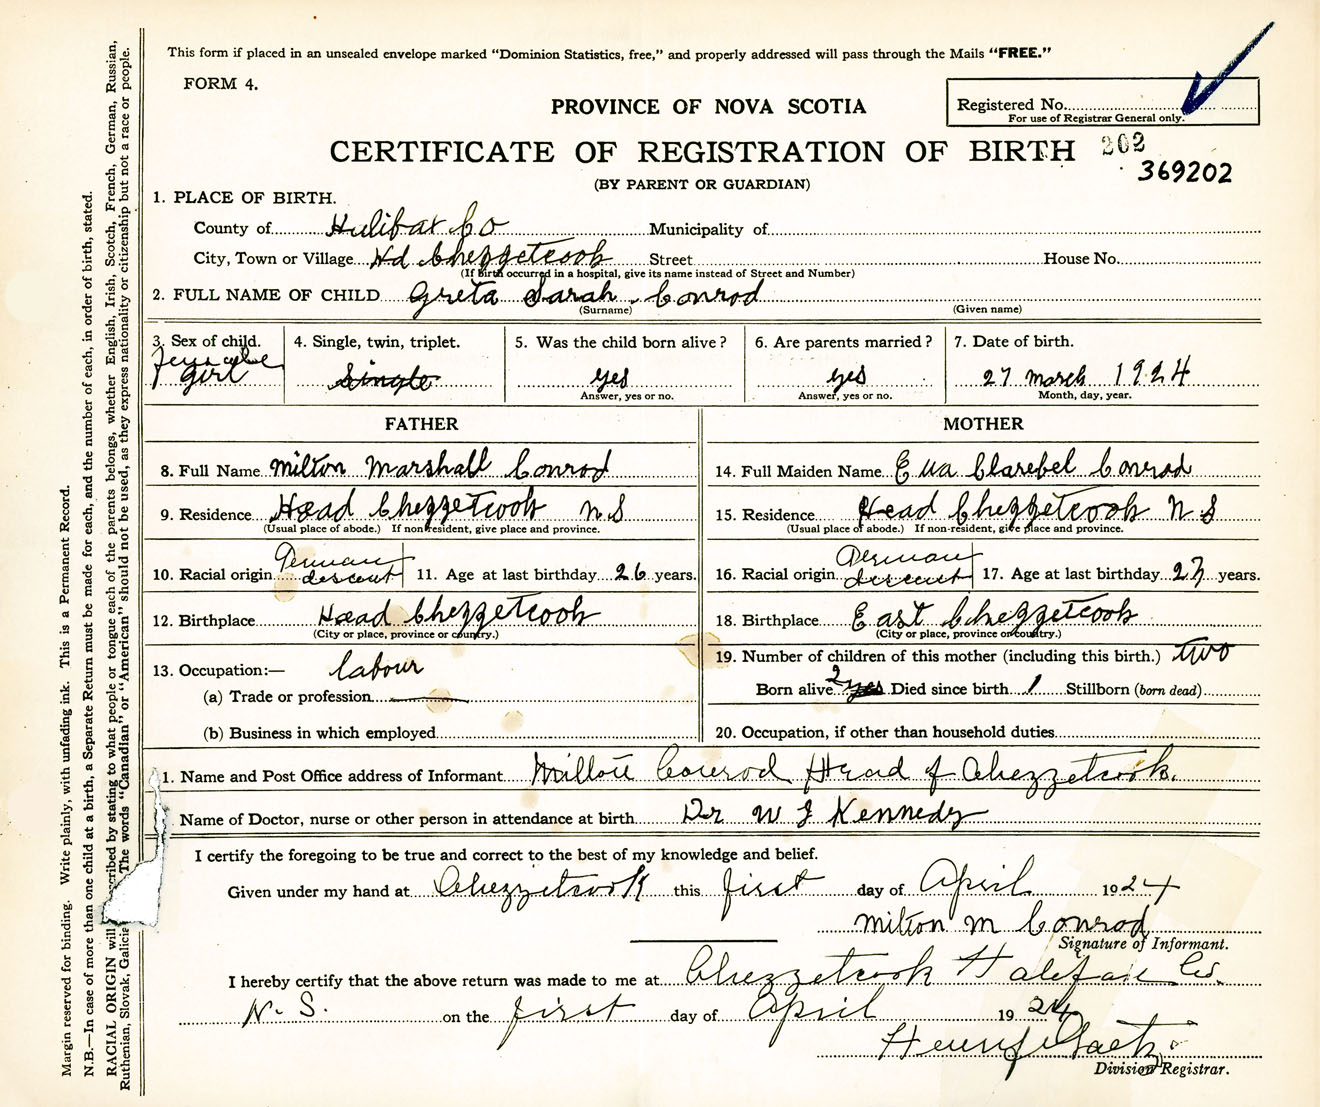 This form if placed in an unsealed envelope marked "Dominion Statistics, free," and properly addressed will pass through the Mails "FREE."
FORM 4.
PROVINCE OF NOVA SCOTIA
Registered No.
For use of Registrar General only.
CERTIFICATE OF REGISTRATION OF BIRTH 202
369202
(BY PARENT OR GUARDIAN)
1. PLACE OF BIRTH.
County of Halifax Co Municipality of
City, Town or Village Hd Chezzetcook Street House No.
(If Birth occurred in a hospital, give its name instead of Street and Number)
2. FULL NAME OF CHILD Greta Sarah Conrod
(Surname) (Given name)
3. Sex of child. Female girl
4. Single, twin, triplet. Single
5. Was the child born alive? yes
Answer, yes or no.
6. Are parents married? yes
Answer, yes or no.
7. Date of birth. 27 March 1924
Month, day, year.
FATHER
8. Full Name Milton Marshall Conrod
9. Residence Head Chezzetcook N S
(Usual place of abode.) If non-resident, give place and province.
10. Racial origin German descent 11. Age at last birthday 26 years.
12. Birthplace Head Chezzetcook
(City or place, province or country.)
13. Occupation:— labour
(a) Trade or profession
(b) Business in which employed
MOTHER
14. Full Maiden Name Eva Clarebel Conrod
15. Residence Head Chezzetcook N S
(Usual place of abode.) If non-resident, give place and province.
16. Racial origin German descent 17. Age at last birthday 27 years.
18. Birthplace East Chezzetcook
(City or place, province or country.)
19. Number of children of this mother (including this birth.) two
Born alive 2 yes Died since birth 1 Stillborn (born dead)
20. Occupation, if other than household duties
1. Name and Post Office address of Informant Milton Conrod Head of Chezzetcook.
Name of Doctor, nurse or other person in attendance at birth Dr W J Kennedy
I certify the foregoing to be true and correct to the best of my knowledge and belief.
Given under my hand at Chezzetcook this first day of April 1924
Milton M Conrod
Signature of Informant.
I hereby certify that the above return was made to me at Chezzetcook Halifax Co.
N. S. on the first day of April 1924
Henry Gaetz
Division Registrar.
Margin reserved for binding. Write plainly, with unfading ink. This is a Permanent Record.
N.B.—In case of more than one child at a birth, a Separate Return must be made for each, and the number of each, in order of birth, stated.
RACIAL ORIGIN will scribed by stating to what people or tongue each of the parents belongs, whether English, Irish, Scotch, French, German, Russian,
Ruthenian, Slovak, Galicia The words "Canadian" or "American" should not be used, as they express nationality or citizenship but not a race or people.